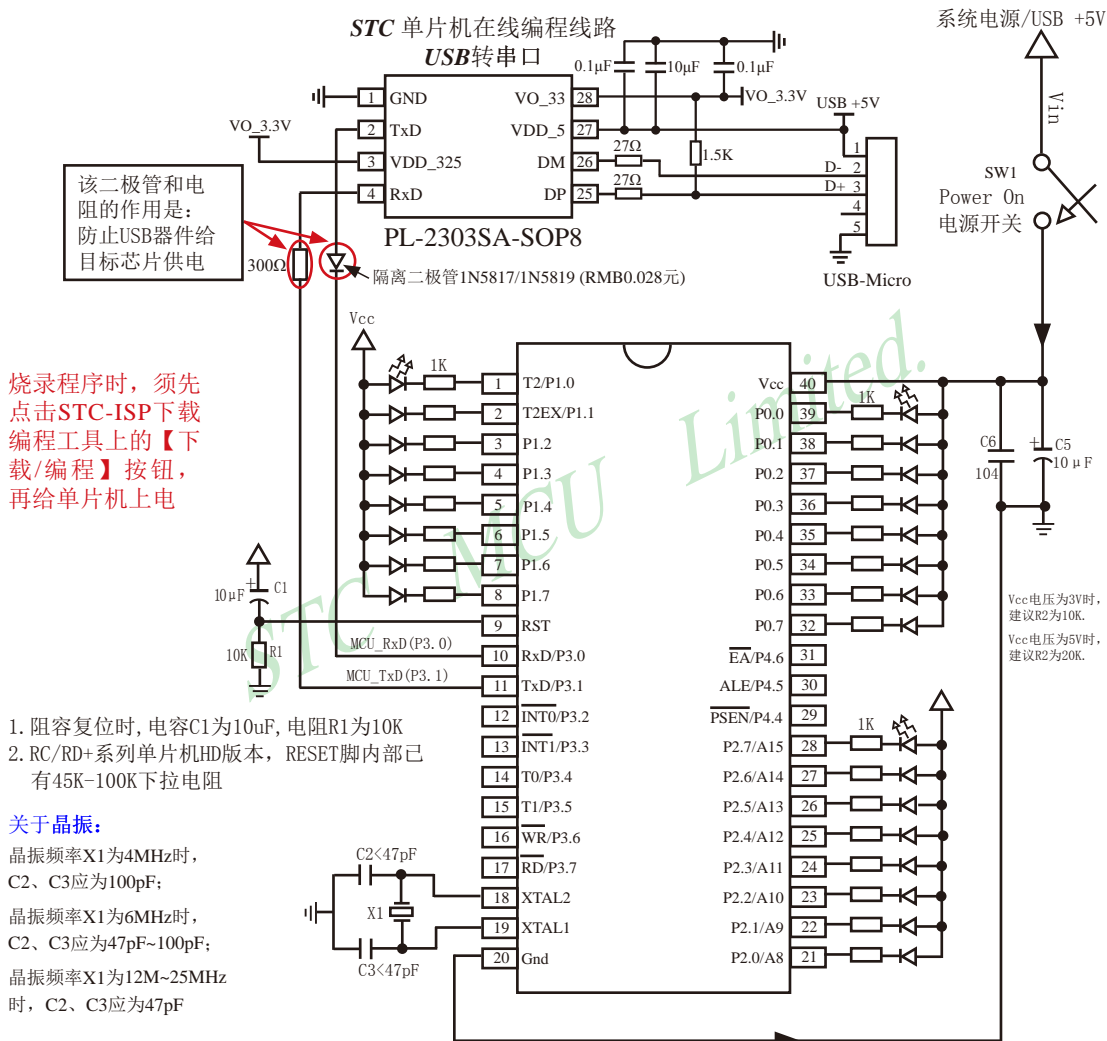 STC 单片机在线编程线路
USB转串口
系统电源/USB +5V
Vin
SW1
Power On
电源开关
0.1μF
10μF
0.1μF
1 GND
2 TxD
3 VDD_325
4 RxD
VO_33 28
VDD_5 27
DM 26
DP 25
VO_3.3V
VO_3.3V
USB +5V
27Ω
27Ω
1.5K
D-
D+
1
2
3
4
5
USB-Micro
PL-2303SA-SOP8
该二极管和电
阻的作用是:
防止USB器件给
目标芯片供电
300Ω
隔离二极管1N5817/1N5819 (RMB0.028元)
烧录程序时，须先
点击STC-ISP下载
编程工具上的【下
载/编程】按钮，
再给单片机上电
Vcc
1K
1 T2/P1.0
2 T2EX/P1.1
3 P1.2
4 P1.3
5 P1.4
6 P1.5
7 P1.6
8 P1.7
9 RST
10 RxD/P3.0
11 TxD/P3.1
12 INT0/P3.2
13 INT1/P3.3
14 T0/P3.4
15 T1/P3.5
16 WR/P3.6
17 RD/P3.7
18 XTAL2
19 XTAL1
20 Gnd
Vcc 40
P0.0 39
P0.1 38
P0.2 37
P0.3 36
P0.4 35
P0.5 34
P0.6 33
P0.7 32
EA/P4.6 31
ALE/P4.5 30
PSEN/P4.4 29
P2.7/A15 28
P2.6/A14 27
P2.5/A13 26
P2.4/A12 25
P2.3/A11 24
P2.2/A10 23
P2.1/A9 22
P2.0/A8 21
1K
1K
C6
104
+ C5
10μF
Vcc电压为3V时，
建议R2为10K.
Vcc电压为5V时，
建议R2为20K.
10μF
+
C1
10K
R1
MCU_RxD(P3.0)
MCU_TxD(P3.1)
STC MCU Limited.
1. 阻容复位时,电容C1为10uF,电阻R1为10K
2. RC/RD+系列单片机HD版本，RESET脚内部已
有45K-100K下拉电阻
关于晶振:
晶振频率X1为4MHz时，
C2、C3应为100pF;
晶振频率X1为6MHz时，
C2、C3应为47pF~100pF;
晶振频率X1为12M~25MHz
时，C2、C3应为47pF
C2<47pF
X1
C3<47pF